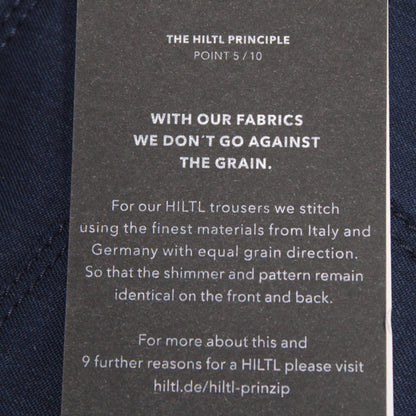 THE HILTL PRINCIPLE
POINT 5 / 10
WITH OUR FABRICS
WE DON´T GO AGAINST
THE GRAIN.
For our HILTL trousers we stitch
using the finest materials from Italy and
Germany with equal grain direction.
So that the shimmer and pattern remain
identical on the front and back.
For more about this and
9 further reasons for a HILTL please visit
hiltl.de/hiltl-prinzip